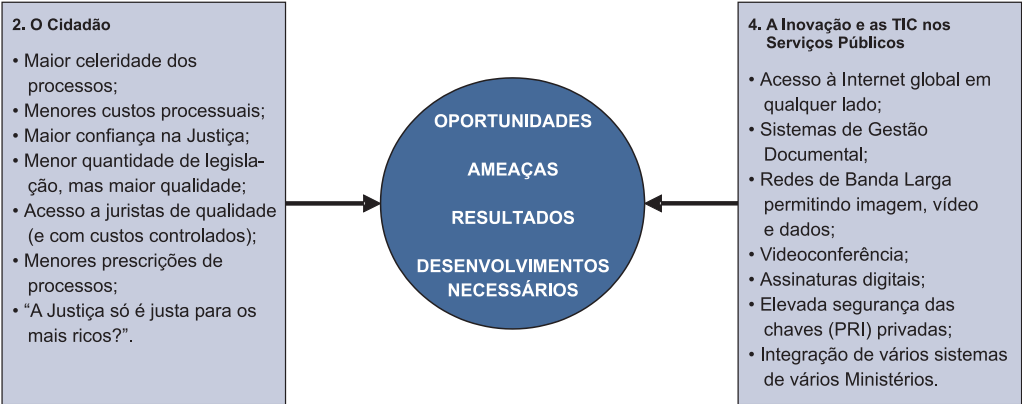 2. O Cidadão
• Maior celeridade dos
processos;
• Menores custos processuais;
• Maior confiança na Justiça;
• Menor quantidade de legisla-
ção, mas maior qualidade;
• Acesso a juristas de qualidade
(e com custos controlados);
• Menores prescrições de
processos;
• “A Justiça só é justa para os
mais ricos?”.
OPORTUNIDADES
AMEAÇAS
RESULTADOS
DESENVOLVIMENTOS
NECESSÁRIOS
4. A Inovação e as TIC nos
Serviços Públicos
• Acesso à Internet global em
qualquer lado;
• Sistemas de Gestão
Documental;
• Redes de Banda Larga
permitindo imagem, vídeo
e dados;
• Videoconferência;
• Assinaturas digitais;
• Elevada segurança das
chaves (PRI) privadas;
• Integração de vários sistemas
de vários Ministérios.